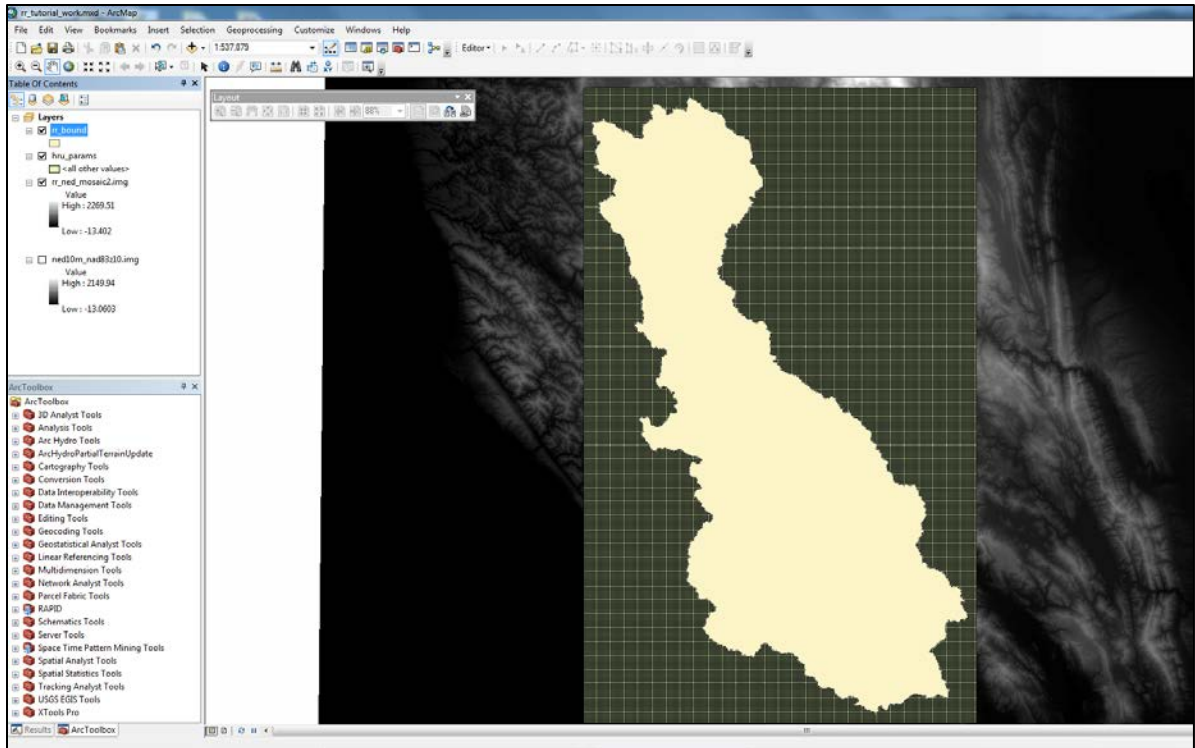 rr_tutorial_work.mxd - ArcMap
File Edit View Bookmarks Insert Selection Geoprocessing Customize Windows Help
1:537,079
Editor
Table Of Contents
Layout
88%
Layers
rr_bound
hru_params
<all other values>
rr_ned_mosaic2.img
Value
High : 2269.51
Low : -13.402
ned10m_nad83z10.img
Value
High : 2149.94
Low : -13.0603
ArcToolbox
ArcToolbox
3D Analyst Tools
Analysis Tools
Arc Hydro Tools
ArcHydroPartialTerrainUpdate
Cartography Tools
Conversion Tools
Data Interoperability Tools
Data Management Tools
Editing Tools
Geocoding Tools
Geostatistical Analyst Tools
Linear Referencing Tools
Multidimension Tools
Network Analyst Tools
Parcel Fabric Tools
RAPID
Schematics Tools
Server Tools
Space Time Pattern Mining Tools
Spatial Analyst Tools
Spatial Statistics Tools
Tracking Analyst Tools
USGS EGIS Tools
XTools Pro
Results ArcToolbox